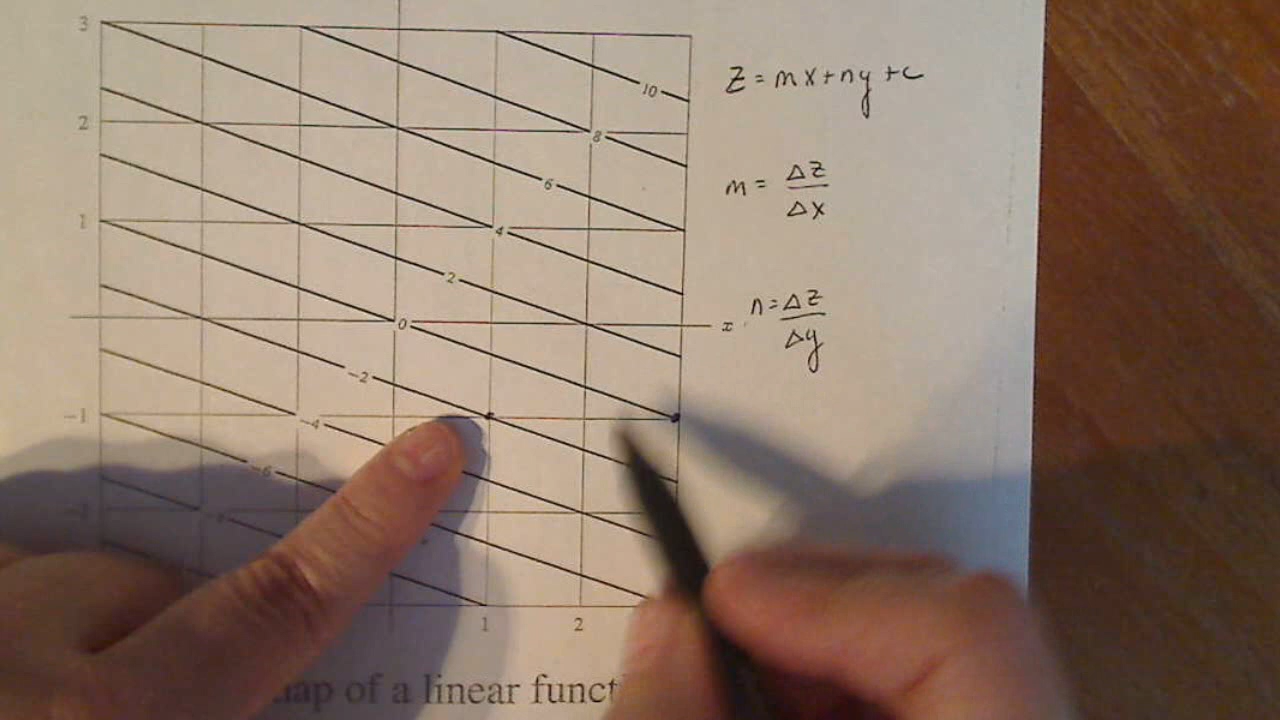 3
10
z = mx + ny + c
2
8
m = Δz/Δx
6
1
4
2
n = Δz/Δy
0
x
-2
-1
-4
-6
1 2
map of a linear